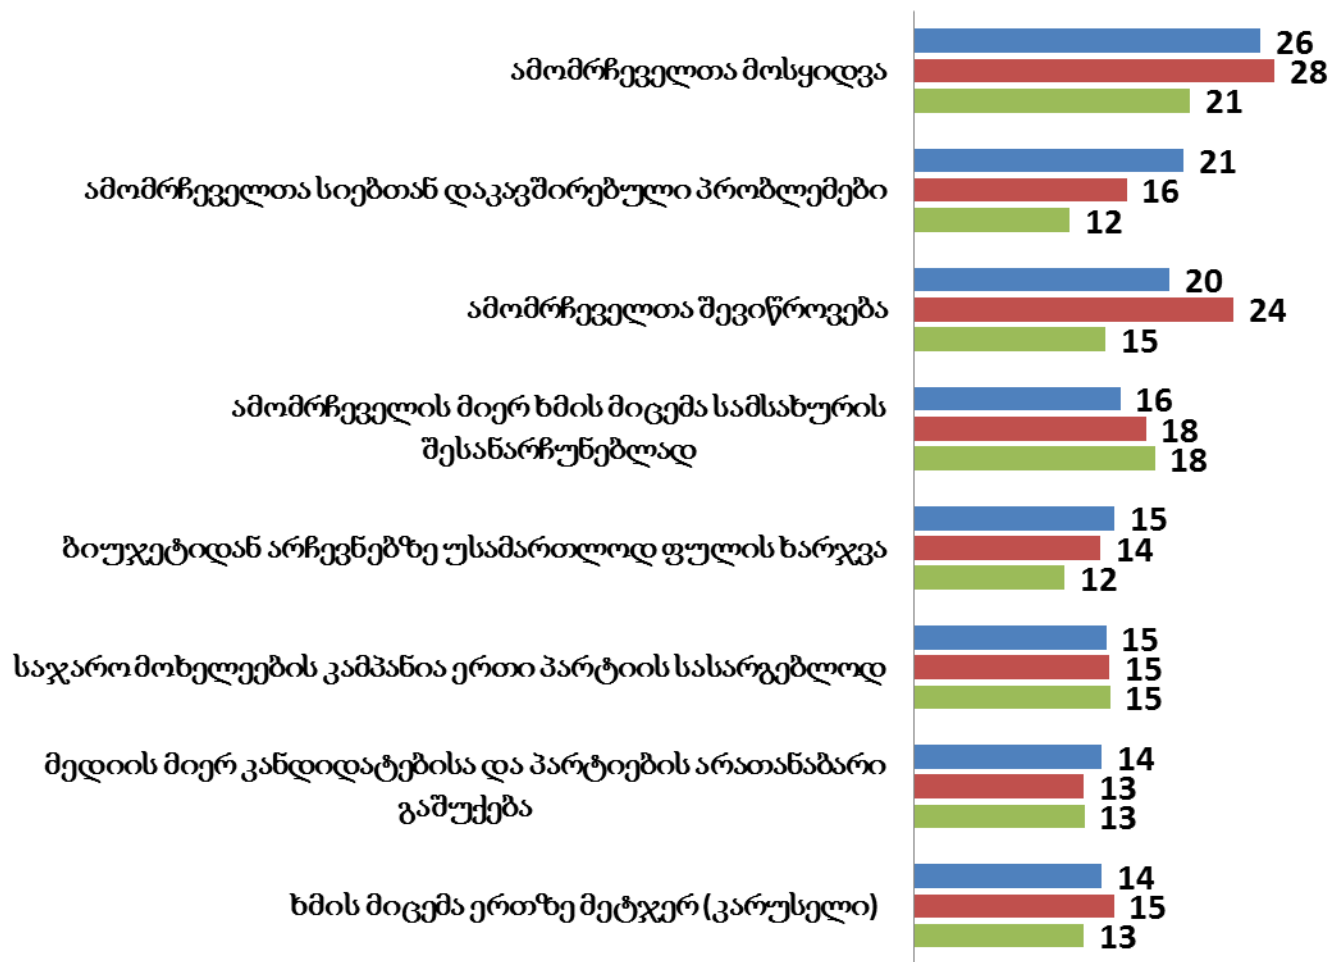 ამომრჩეველთა მოსყიდვა
26
28
21
ამომრჩეველთა სიებთან დაკავშირებული პრობლემები
21
16
12
ამომრჩეველთა შევიწროვება
20
24
15
ამომრჩეველის მიერ ხმის მიცემა სამსახურის
შესანარჩუნებლად
16
18
18
ბიუჯეტიდან არჩევნებზე უსამართლოდ ფულის ხარჯვა
15
14
12
საჯარო მოხელეების კამპანია ერთი პარტიის სასარგებლოდ
15
15
15
მედიის მიერ კანდიდატებისა და პარტიების არათანაბარი
გაშუქება
14
13
13
ხმის მიცემა ერთზე მეტჯერ (კარუსელი)
14
15
13